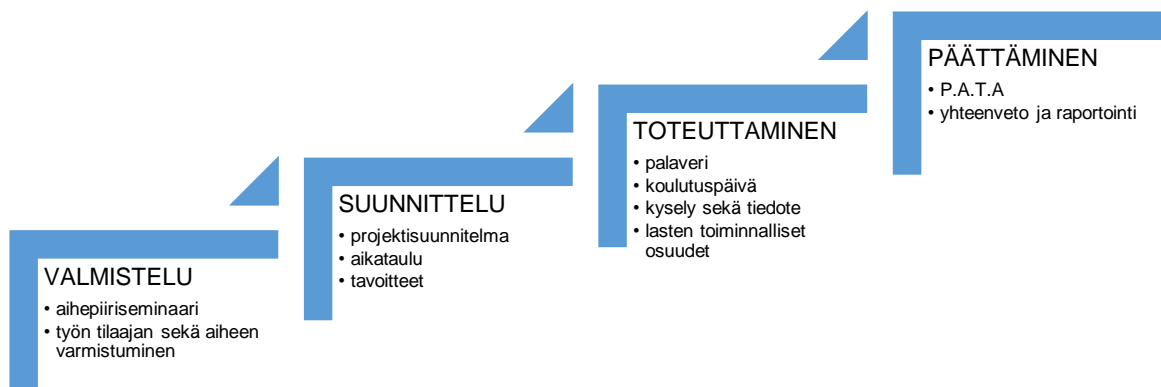 VALMISTELU
• aihepiiriseminaari
• työn tilaajan sekä aiheen
varmistuminen
SUUNNITTELU
• projektisuunnitelma
• aikataulu
• tavoitteet
TOTEUTTAMINEN
• palaveri
• koulutuspäivä
• kysely sekä tiedote
• lasten toiminnalliset
osuudet
PÄÄTTÄMINEN
• P.A.T.A
• yhteenveto ja raportointi